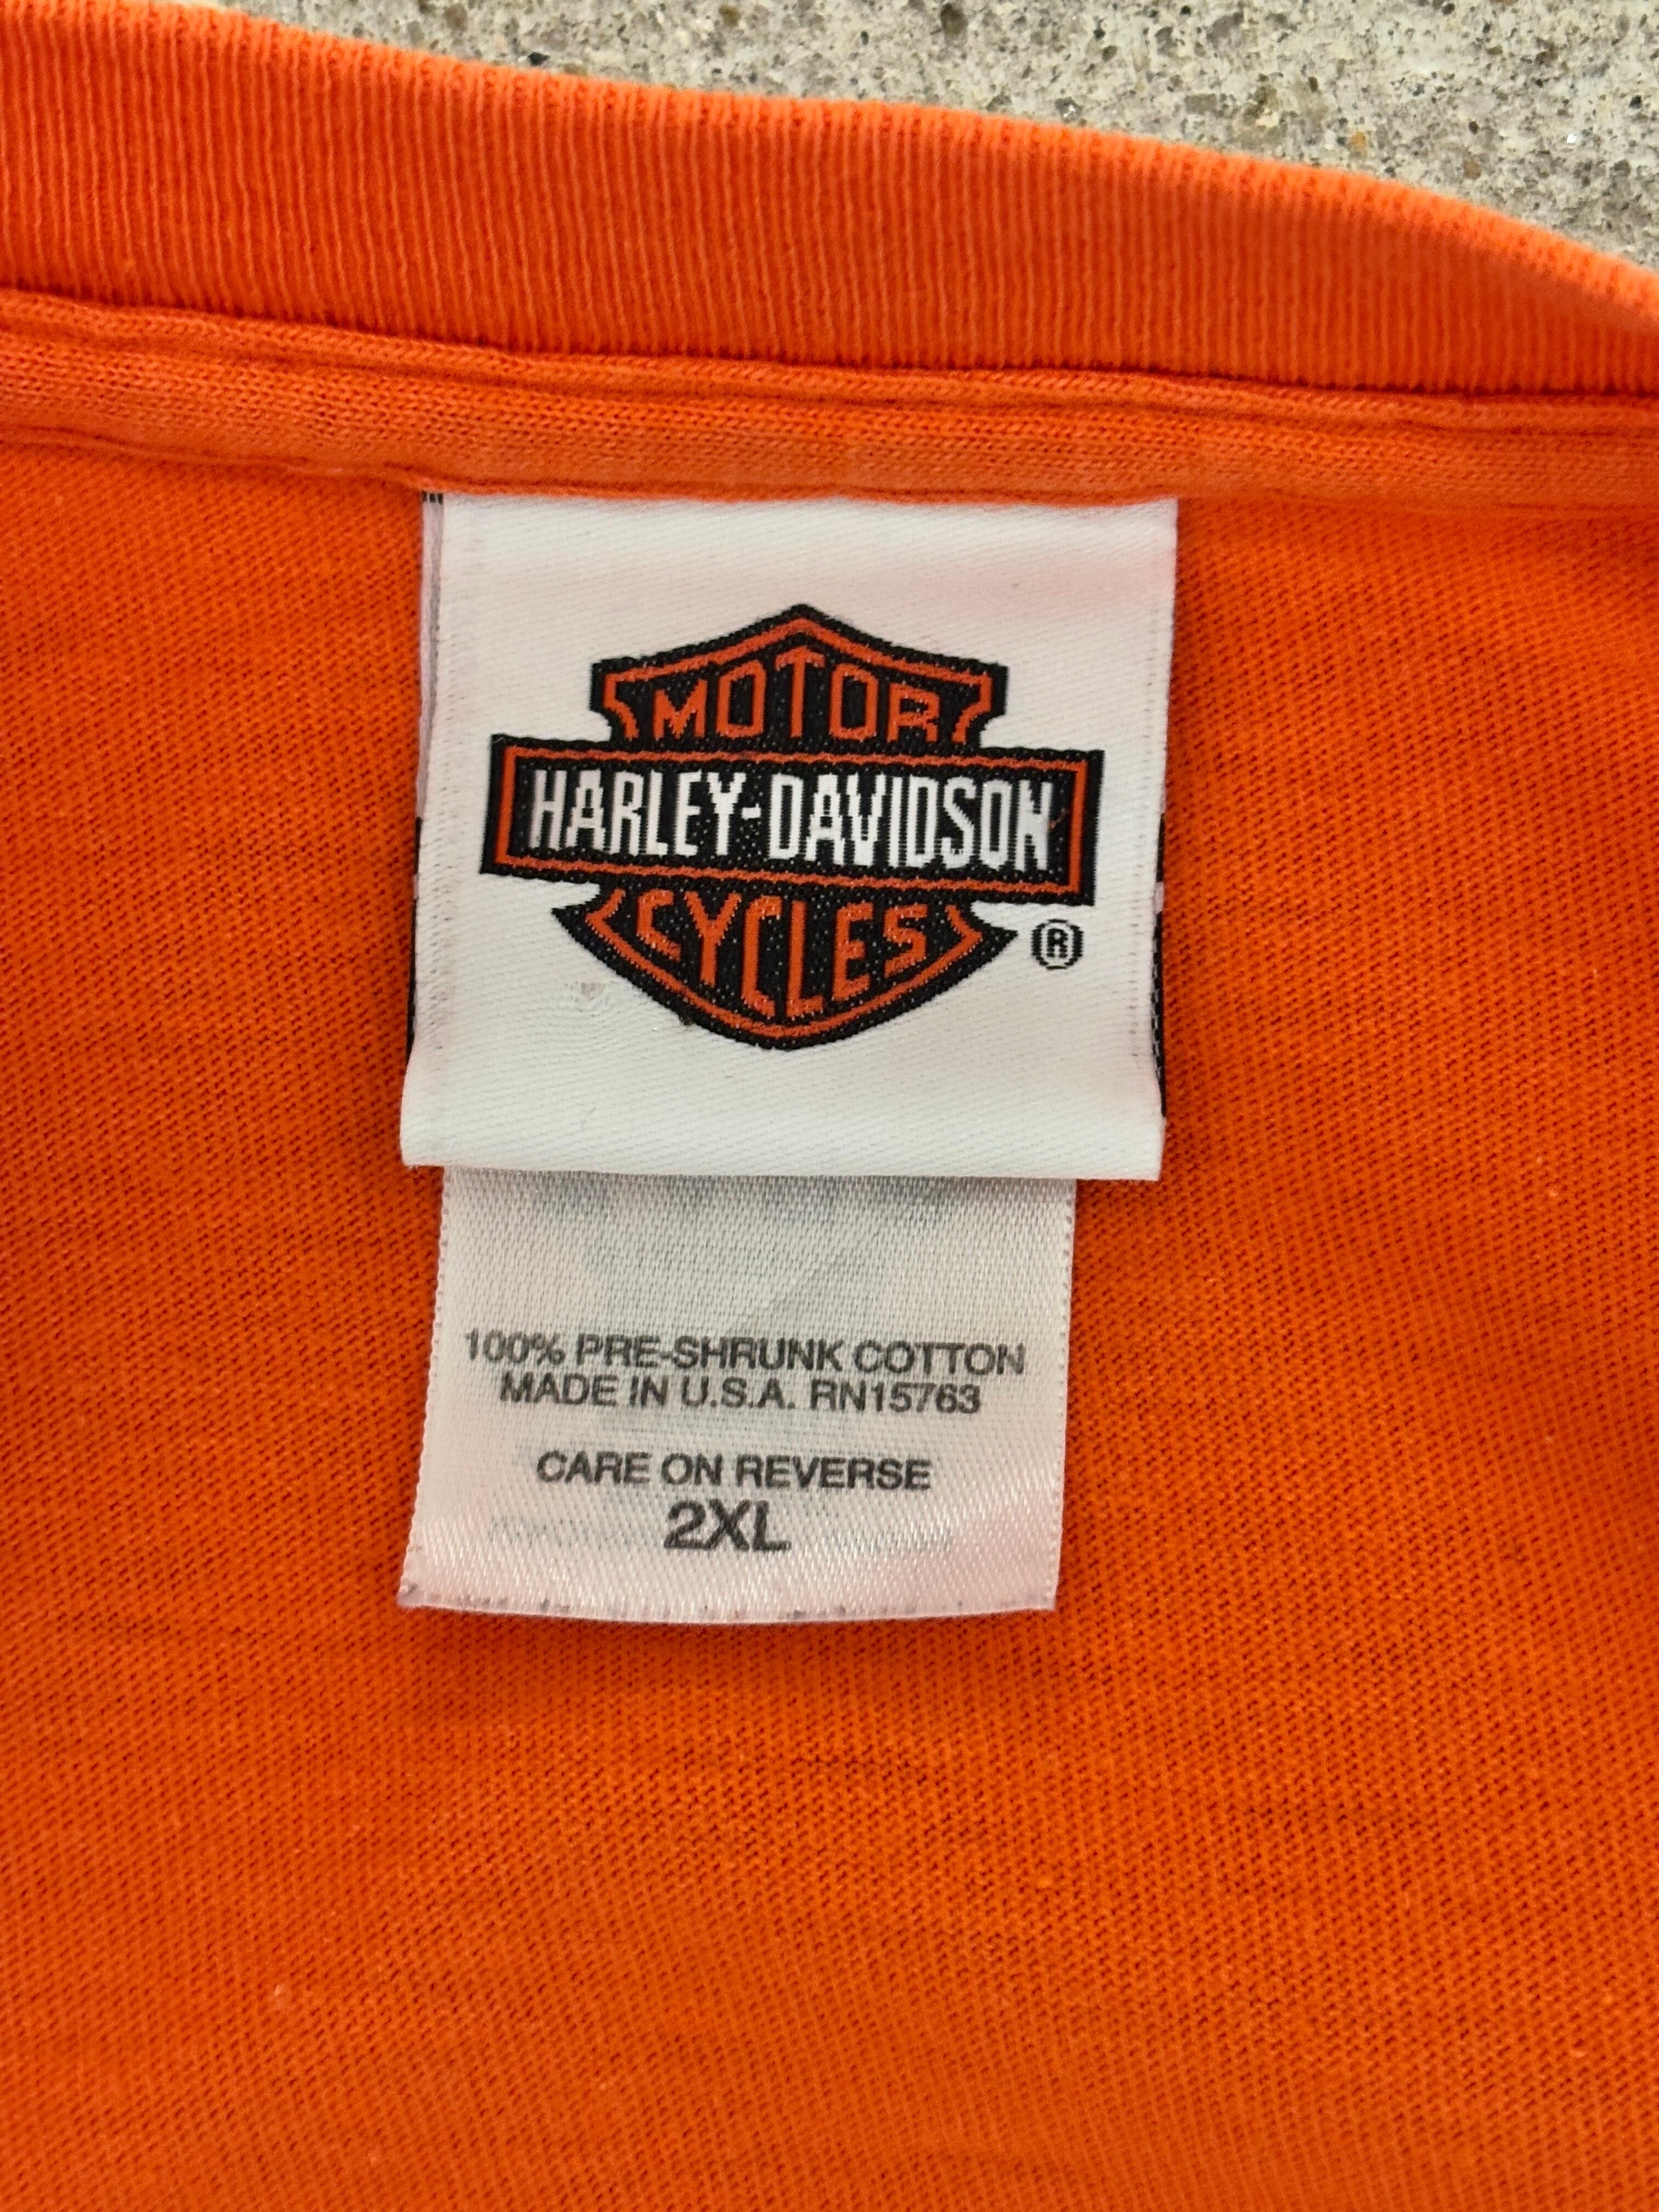 MOTOR
HARLEY-DAVIDSON
CYCLES
®
100% PRE-SHRUNK COTTON
MADE IN U.S.A. RN15763
CARE ON REVERSE
2XL